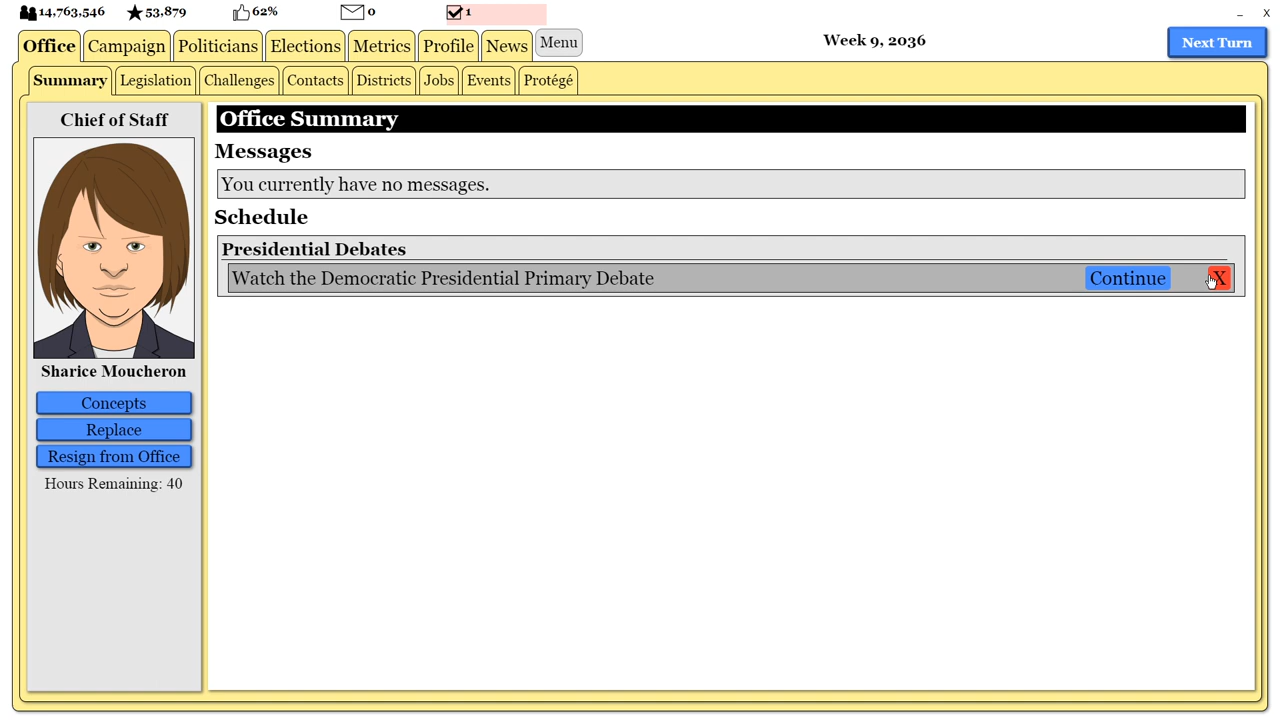 14,763,546 53,879 62% 0 1 _ X
Office Campaign Politicians Elections Metrics Profile News Menu Week 9, 2036 Next Turn
Summary Legislation Challenges Contacts Districts Jobs Events Protégé
Chief of Staff
Sharice Moucheron
Concepts
Replace
Resign from Office
Hours Remaining: 40
Office Summary
Messages
You currently have no messages.
Schedule
Presidential Debates
Watch the Democratic Presidential Primary Debate Continue X